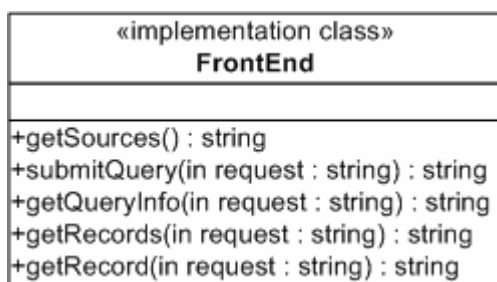 «implementation class»
FrontEnd
+getSources() : string
+submitQuery(in request : string) : string
+getQueryInfo(in request : string) : string
+getRecords(in request : string) : string
+getRecord(in request : string) : string